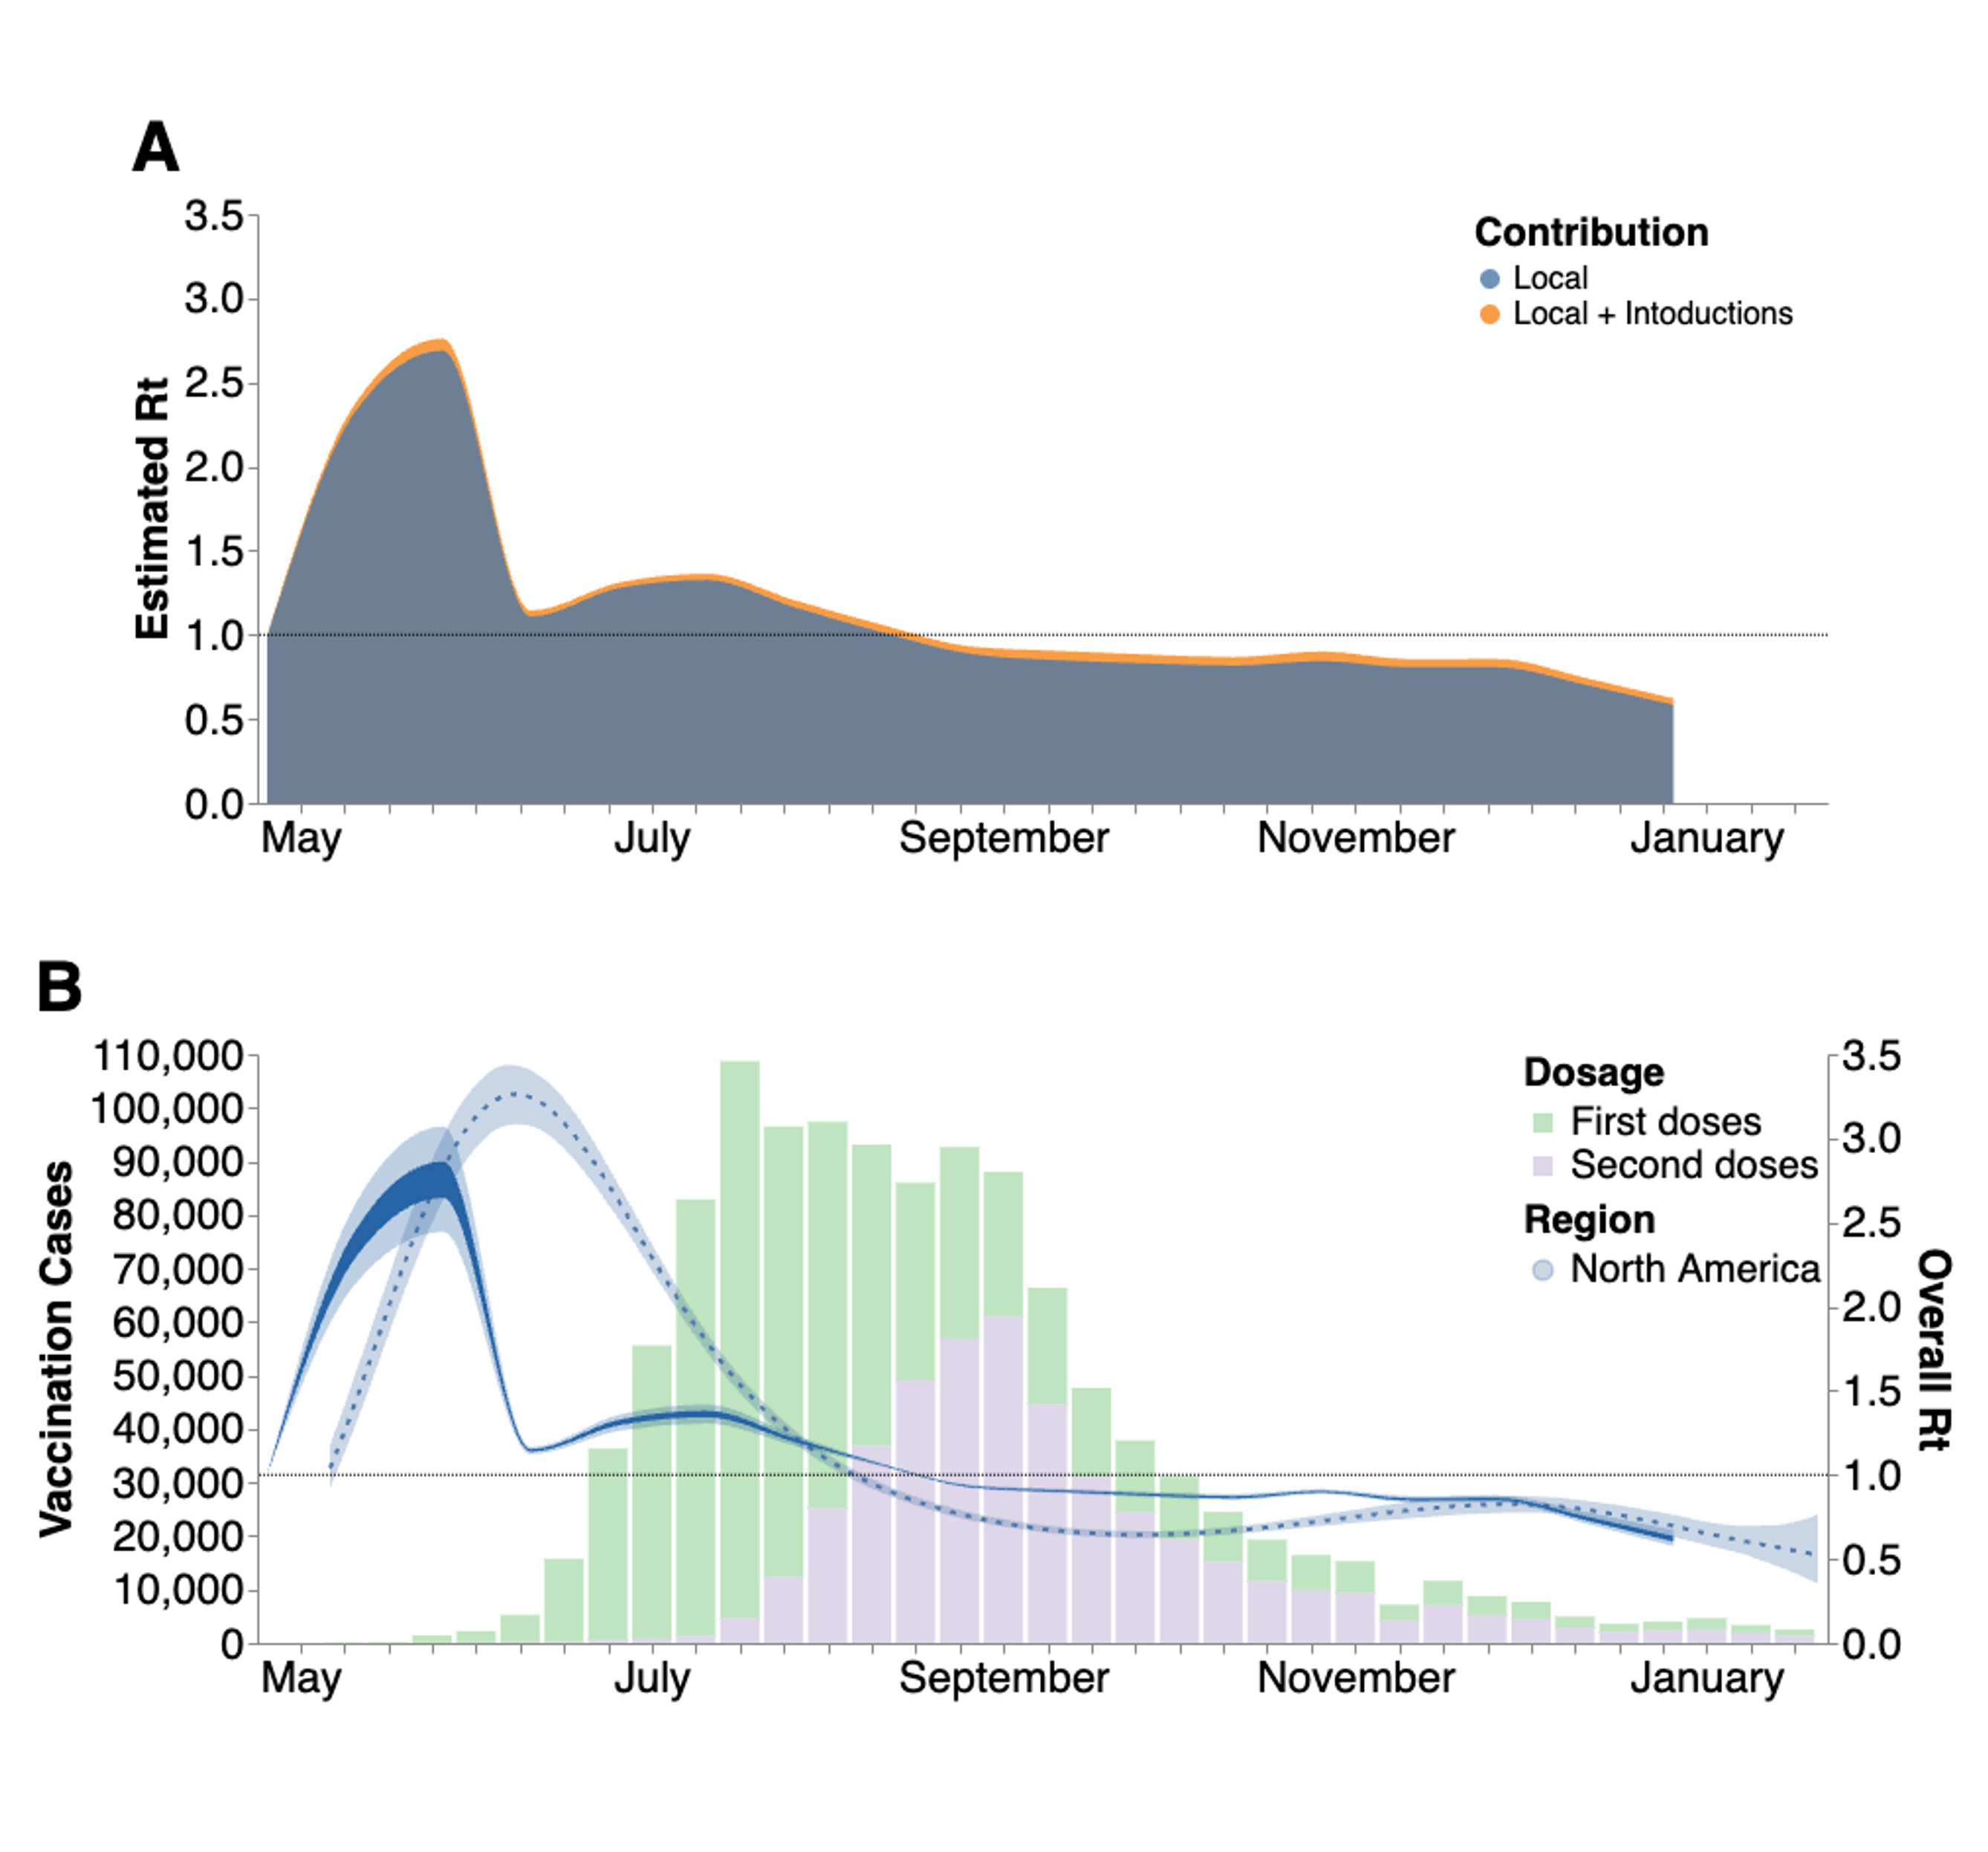 A
3.5
3.0
2.5
2.0
1.5
1.0
0.5
0.0
Estimated Rt
May July September November January
Contribution
Local
Local + Intoductions
B
110,000
100,000
90,000
80,000
70,000
60,000
50,000
40,000
30,000
20,000
10,000
0
Vaccination Cases
May July September November January
Dosage
First doses
Second doses
Region
North America
3.5
3.0
2.5
2.0
1.5
1.0
0.5
0.0
Overall Rt